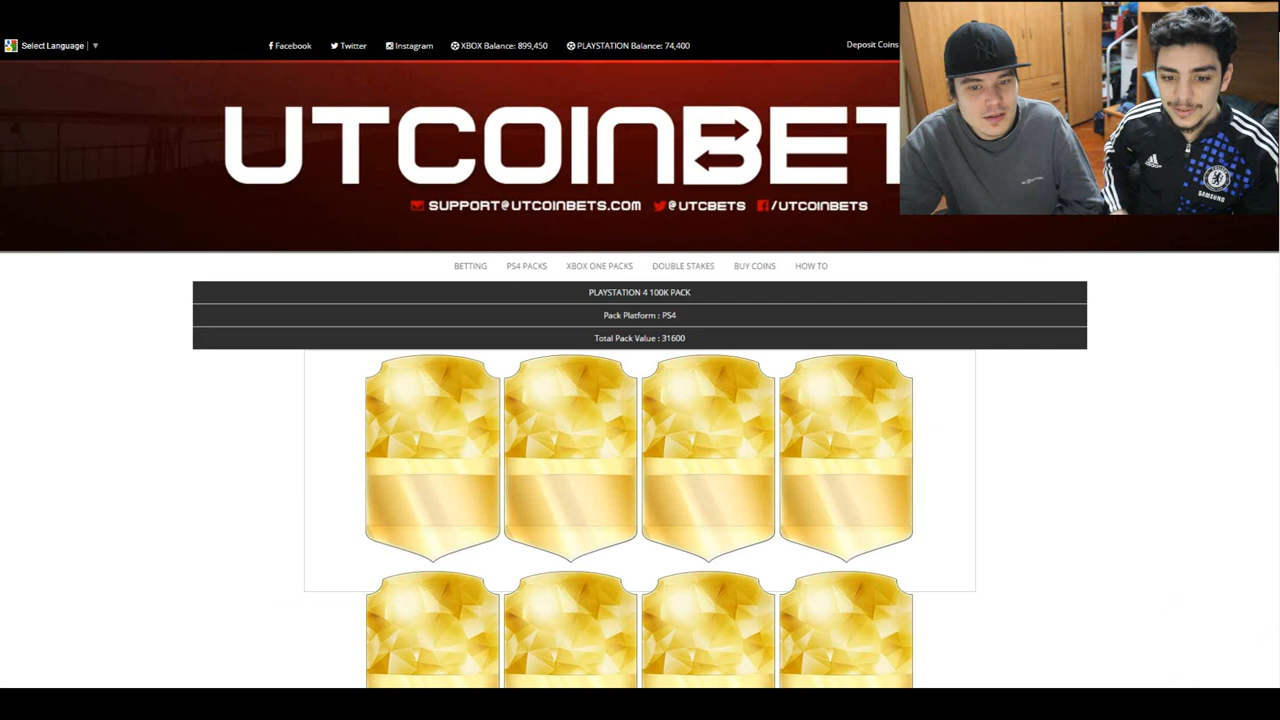 Select Language ▼ Facebook Twitter Instagram XBOX Balance: 899,450 PLAYSTATION Balance: 74,400 Deposit Coins
UTCOINBET
SUPPORT@UTCOINBETS.COM @UTCBETS /UTCOINBETS
BETTING PS4 PACKS XBOX ONE PACKS DOUBLE STAKES BUY COINS HOW TO
PLAYSTATION 4 100K PACK
Pack Platform : PS4
Total Pack Value : 31600
adidas
SAMSUNG